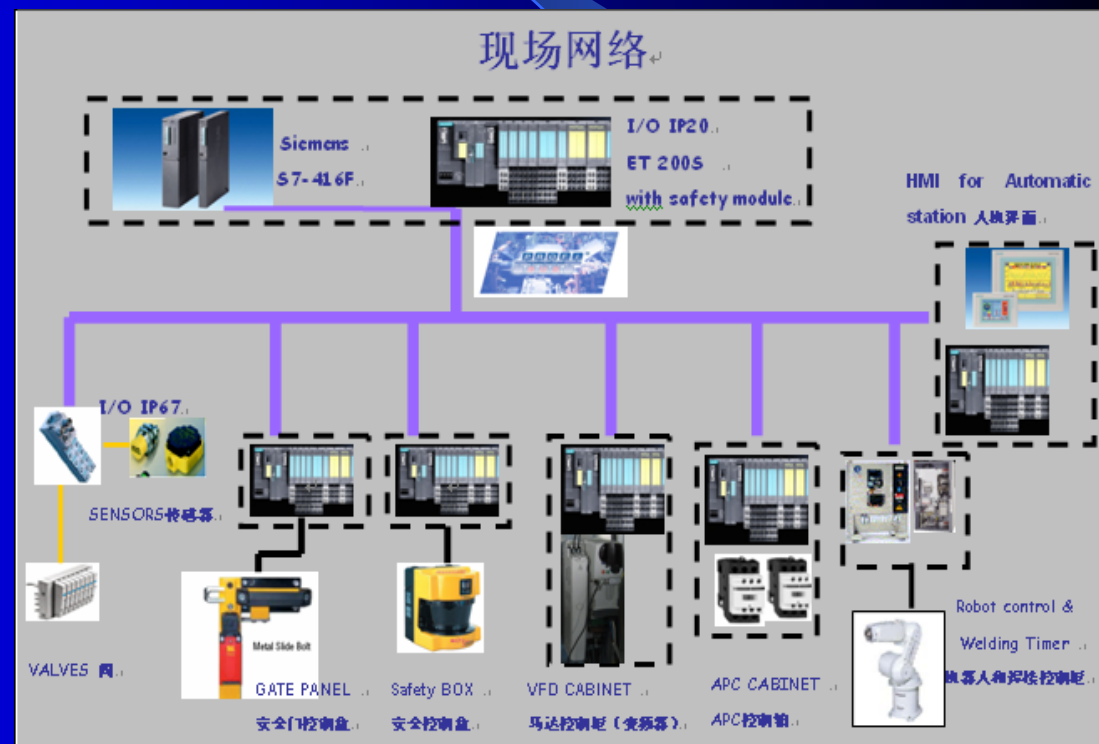 现场网络
Siemens
S7-416F
I/O IP20
ET 200S
with safety module
HMI for Automatic
station 人机界面
I/O IP67
SENSORS传感器
VALVES 阀
Metal Slide Bolt
GATE PANEL
安全门控制盒
Safety BOX
安全控制盒
VFD CABINET
马达控制柜（变频器）
APC CABINET
APC控制箱
Robot control &
Welding Timer
机器人和焊接控制柜